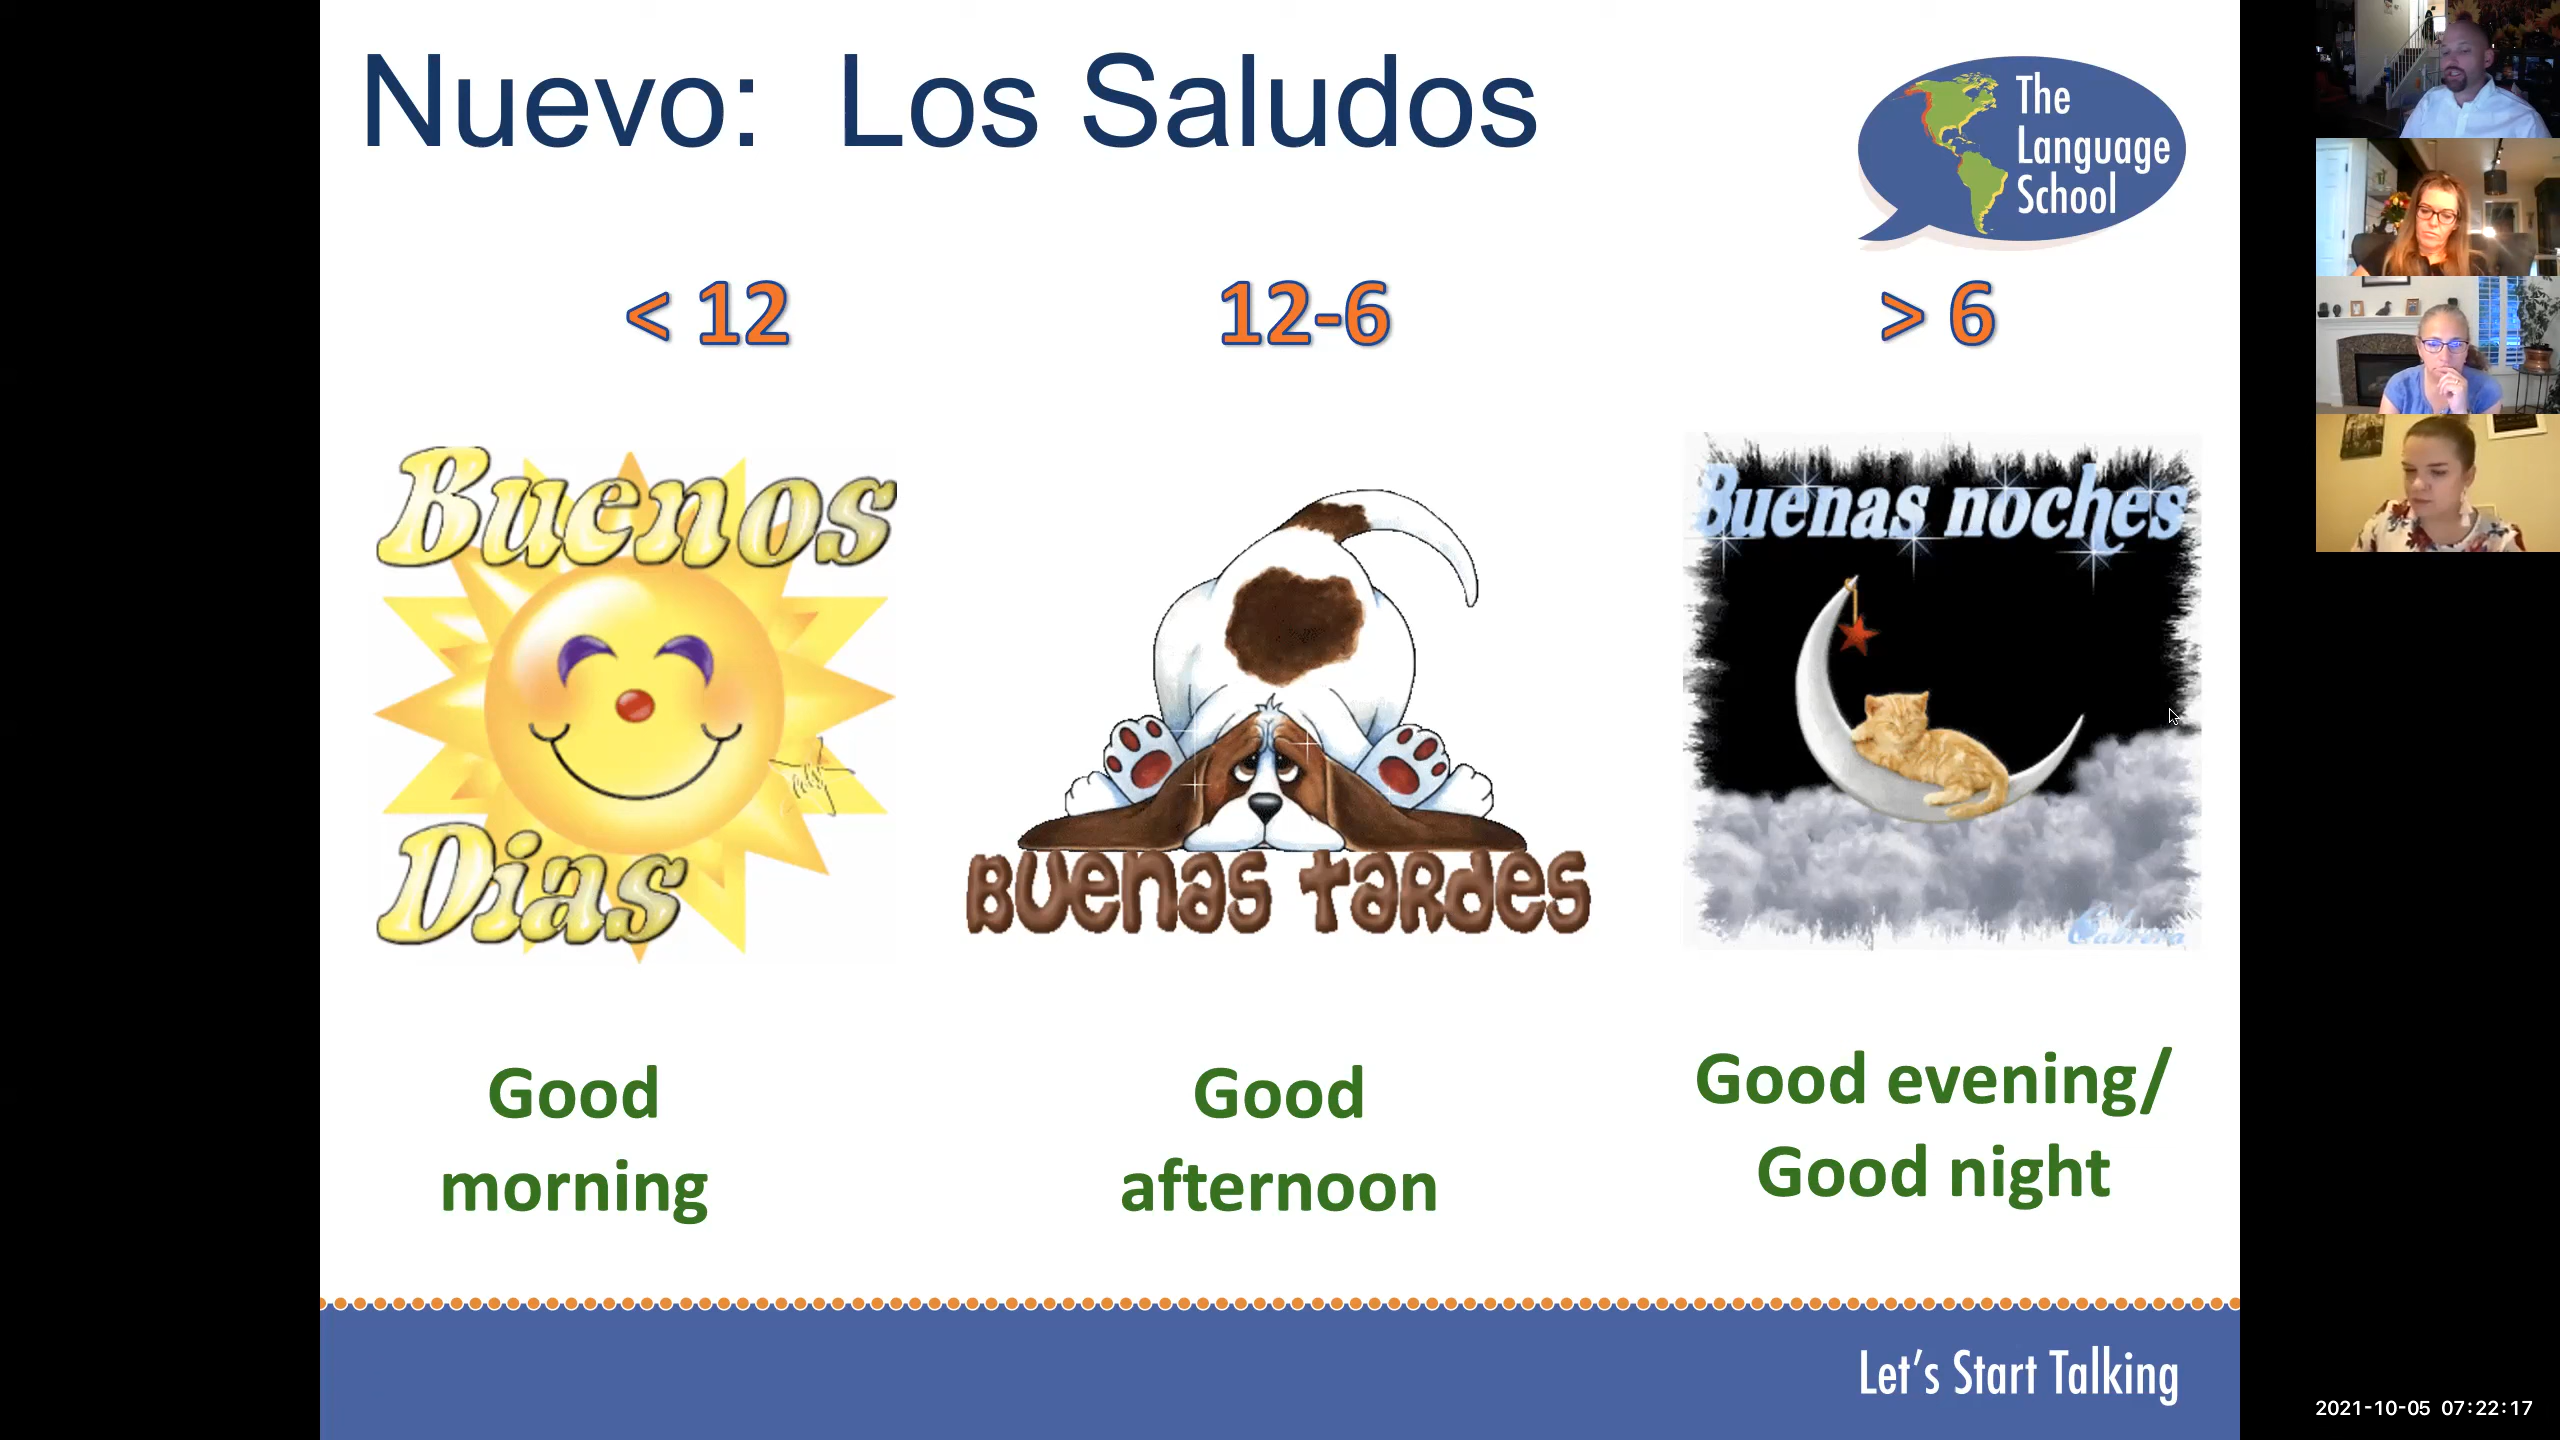 Nuevo: Los Saludos
The
Language
School
< 12
12-6
> 6
Buenos
Dias
Buenas tardes
Buenas noches
Cabrera
Good
morning
Good
afternoon
Good evening/
Good night
Let's Start Talking
2021-10-05 07:22:17